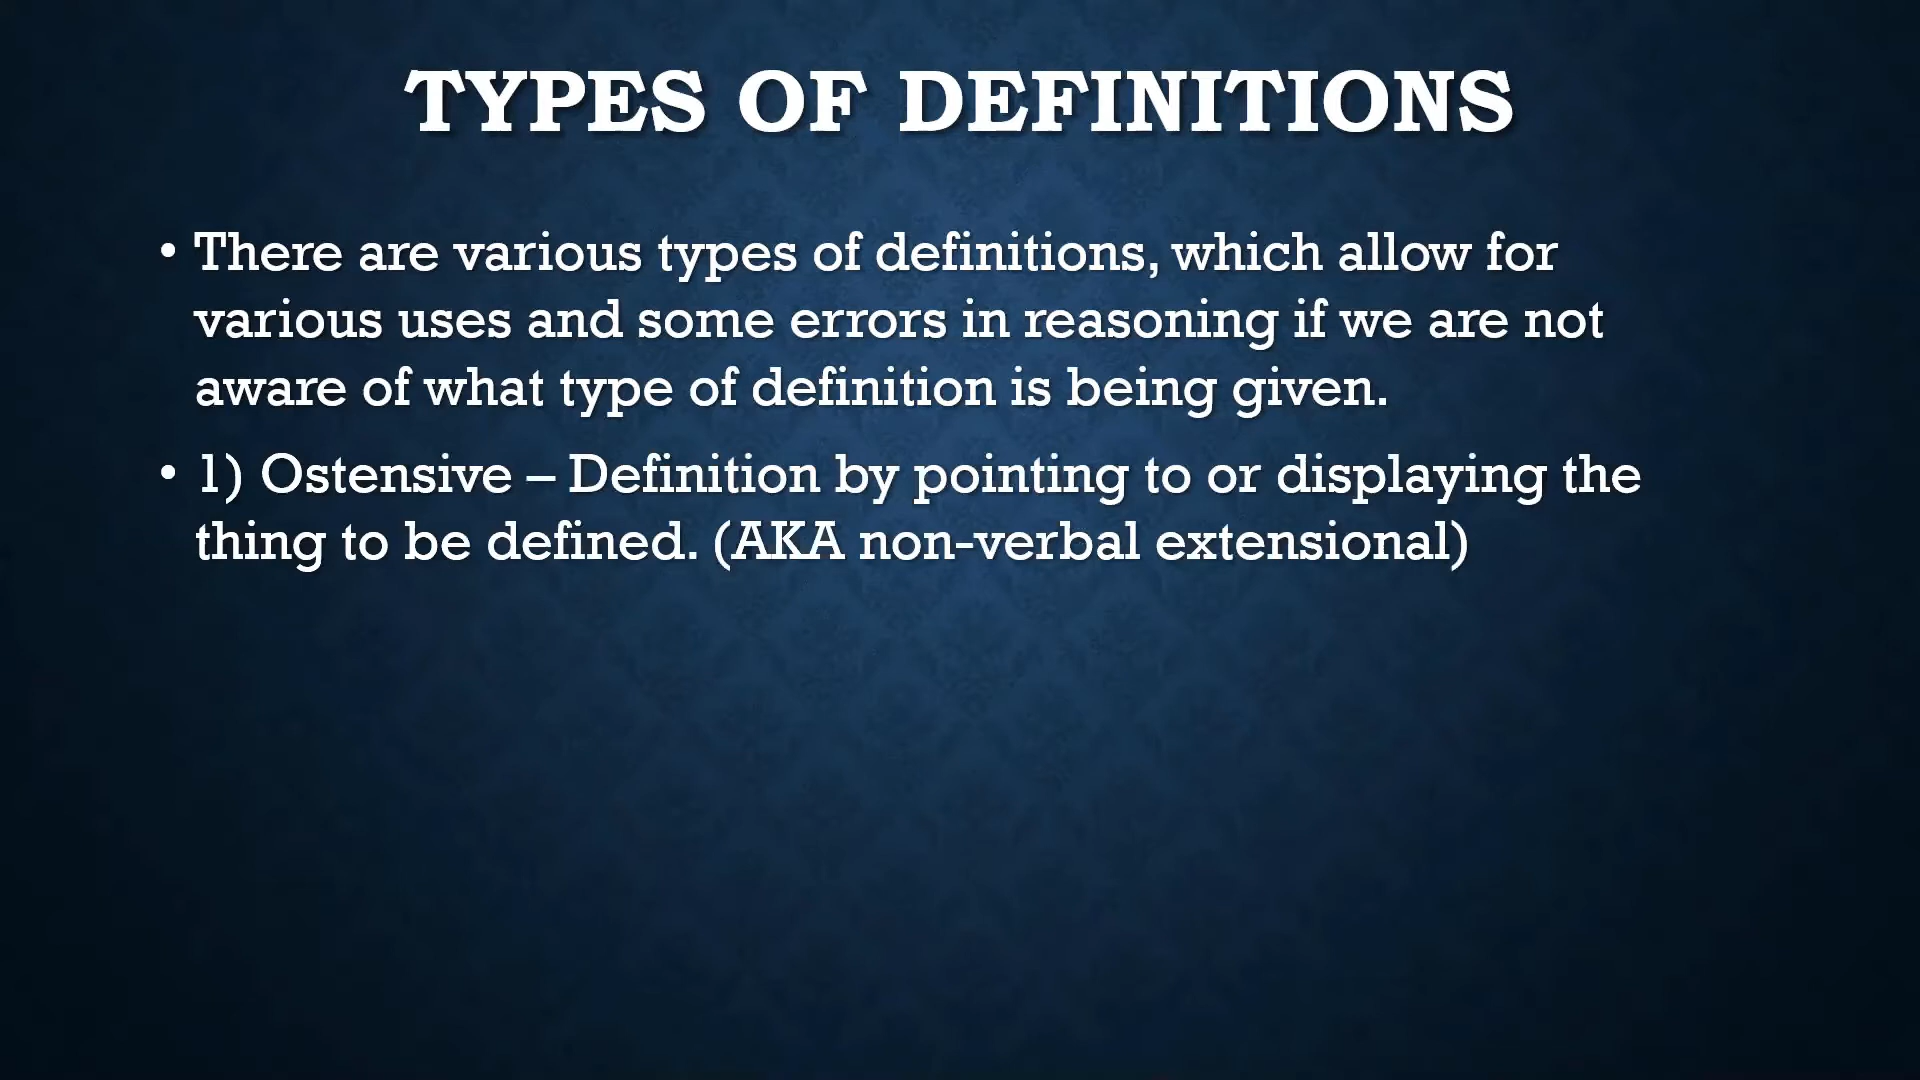 TYPES OF DEFINITIONS
• There are various types of definitions, which allow for
various uses and some errors in reasoning if we are not
aware of what type of definition is being given.
• 1) Ostensive – Definition by pointing to or displaying the
thing to be defined. (AKA non-verbal extensional)